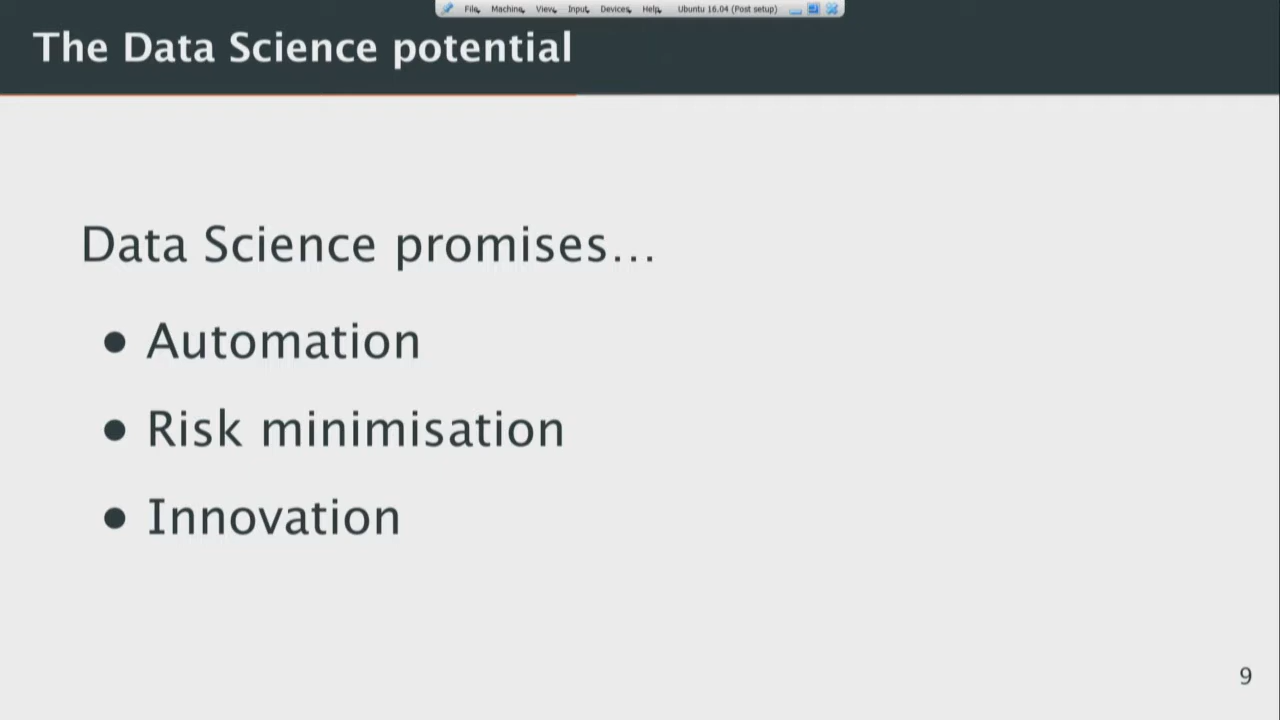 File Machine View Input Devices Help Ubuntu 16.04 (Post setup)
The Data Science potential
Data Science promises…
● Automation
● Risk minimisation
● Innovation
9